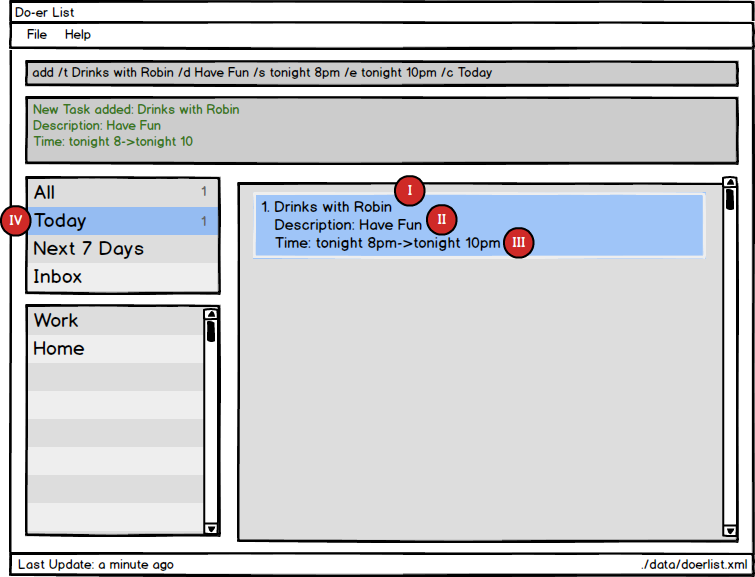 Do-er List
File Help
add /t Drinks with Robin /d Have Fun /s tonight 8pm /e tonight 10pm /c Today
New Task added: Drinks with Robin
Description: Have Fun
Time: tonight 8->tonight 10
All 1
IV Today 1
Next 7 Days
Inbox
Work
Home
I
1. Drinks with Robin
Description: Have Fun II
Time: tonight 8pm->tonight 10pm III
Last Update: a minute ago
./data/doerlist.xml